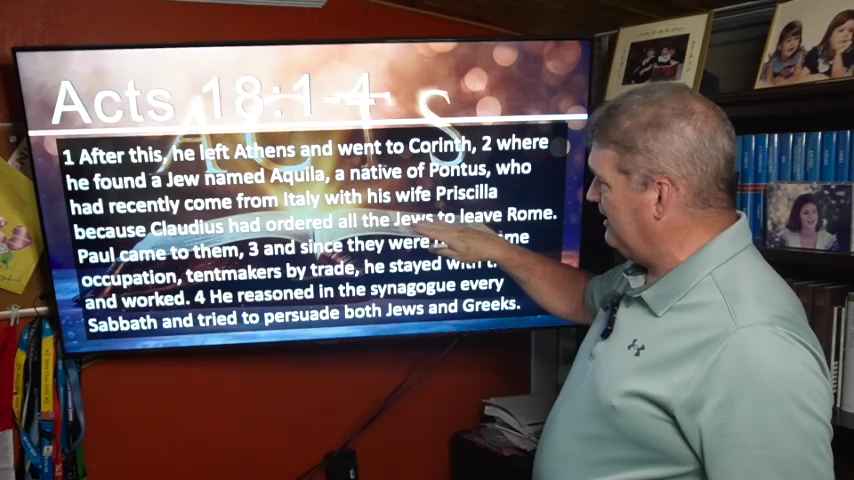 Acts 18:1-4
ACTS
1 After this, he left Athens and went to Corinth, 2 where
he found a Jew named Aquila, a native of Pontus, who
had recently come from Italy with his wife Priscilla
because Claudius had ordered all the Jews to leave Rome.
Paul came to them, 3 and since they were
occupation, tentmakers by trade, he stayed with
and worked. 4 He reasoned in the synagogue every
Sabbath and tried to persuade both Jews and Greeks.